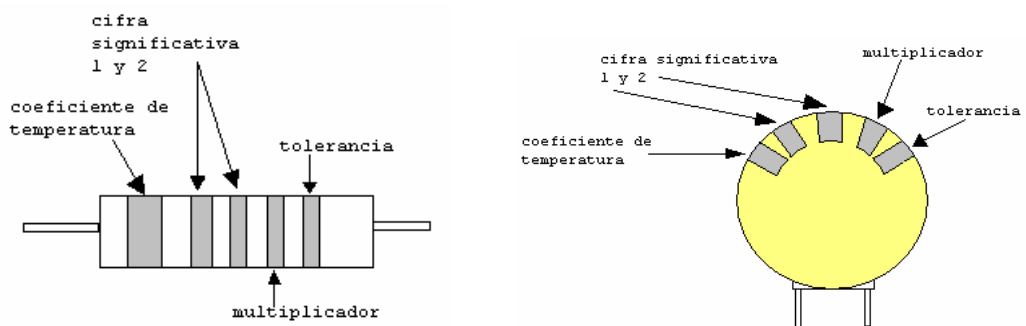 cifra
significativa
1 y 2
coeficiente de
temperatura
tolerancia
multiplicador
multiplicador
cifra significativa
1 y 2
tolerancia
coeficiente de
temperatura